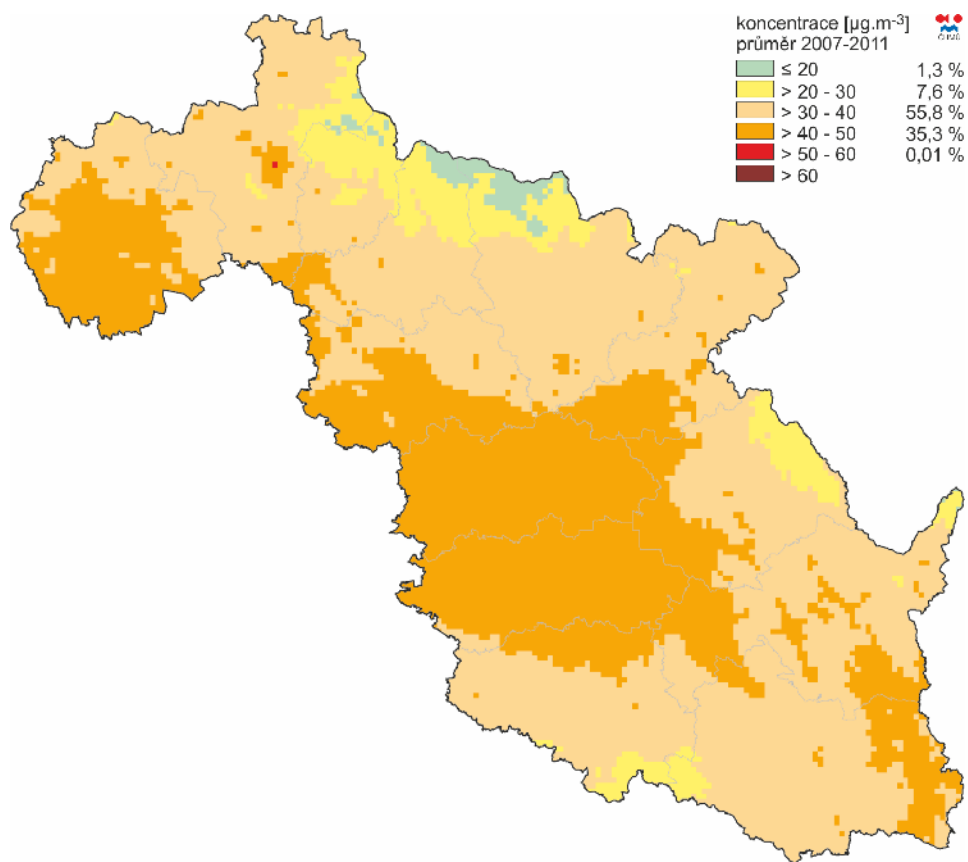 koncentrace [µg.m-3]
průměr 2007-2011
≤ 20 1,3 %
> 20 - 30 7,6 %
> 30 - 40 55,8 %
> 40 - 50 35,3 %
> 50 - 60 0,01 %
> 60
ČHMÚ